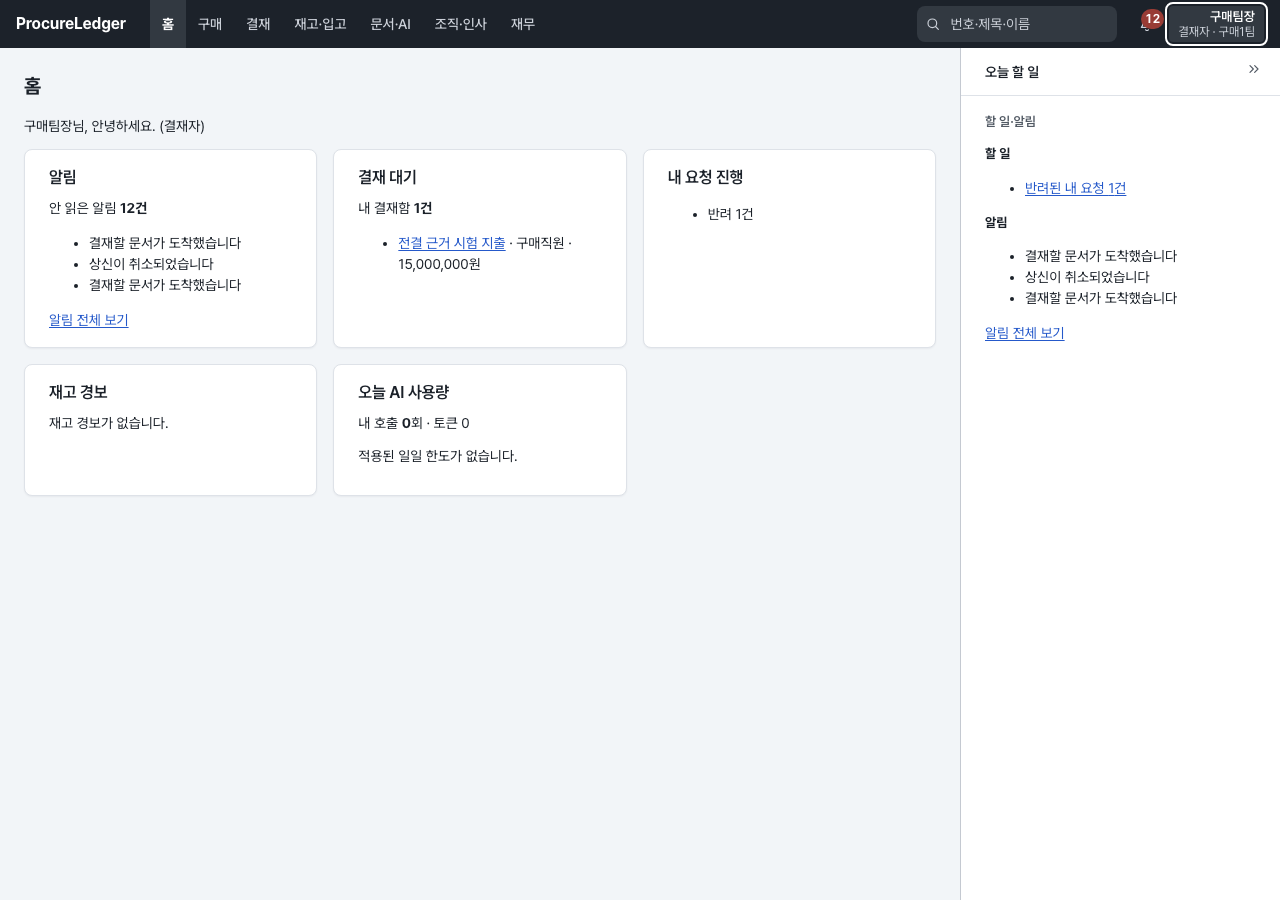 ProcureLedger
홈
구매
결재
재고·입고
문서·AI
조직·인사
재무
번호·제목·이름
12
구매팀장
결재자 · 구매1팀
홈
구매팀장님, 안녕하세요. (결재자)
알림
안 읽은 알림 12건
결재할 문서가 도착했습니다
상신이 취소되었습니다
결재할 문서가 도착했습니다
알림 전체 보기
결재 대기
내 결재함 1건
전결 근거 시험 지출 · 구매직원 ·
15,000,000원
내 요청 진행
반려 1건
재고 경보
재고 경보가 없습니다.
오늘 AI 사용량
내 호출 0회 · 토큰 0
적용된 일일 한도가 없습니다.
오늘 할 일
할 일·알림
할 일
반려된 내 요청 1건
알림
결재할 문서가 도착했습니다
상신이 취소되었습니다
결재할 문서가 도착했습니다
알림 전체 보기